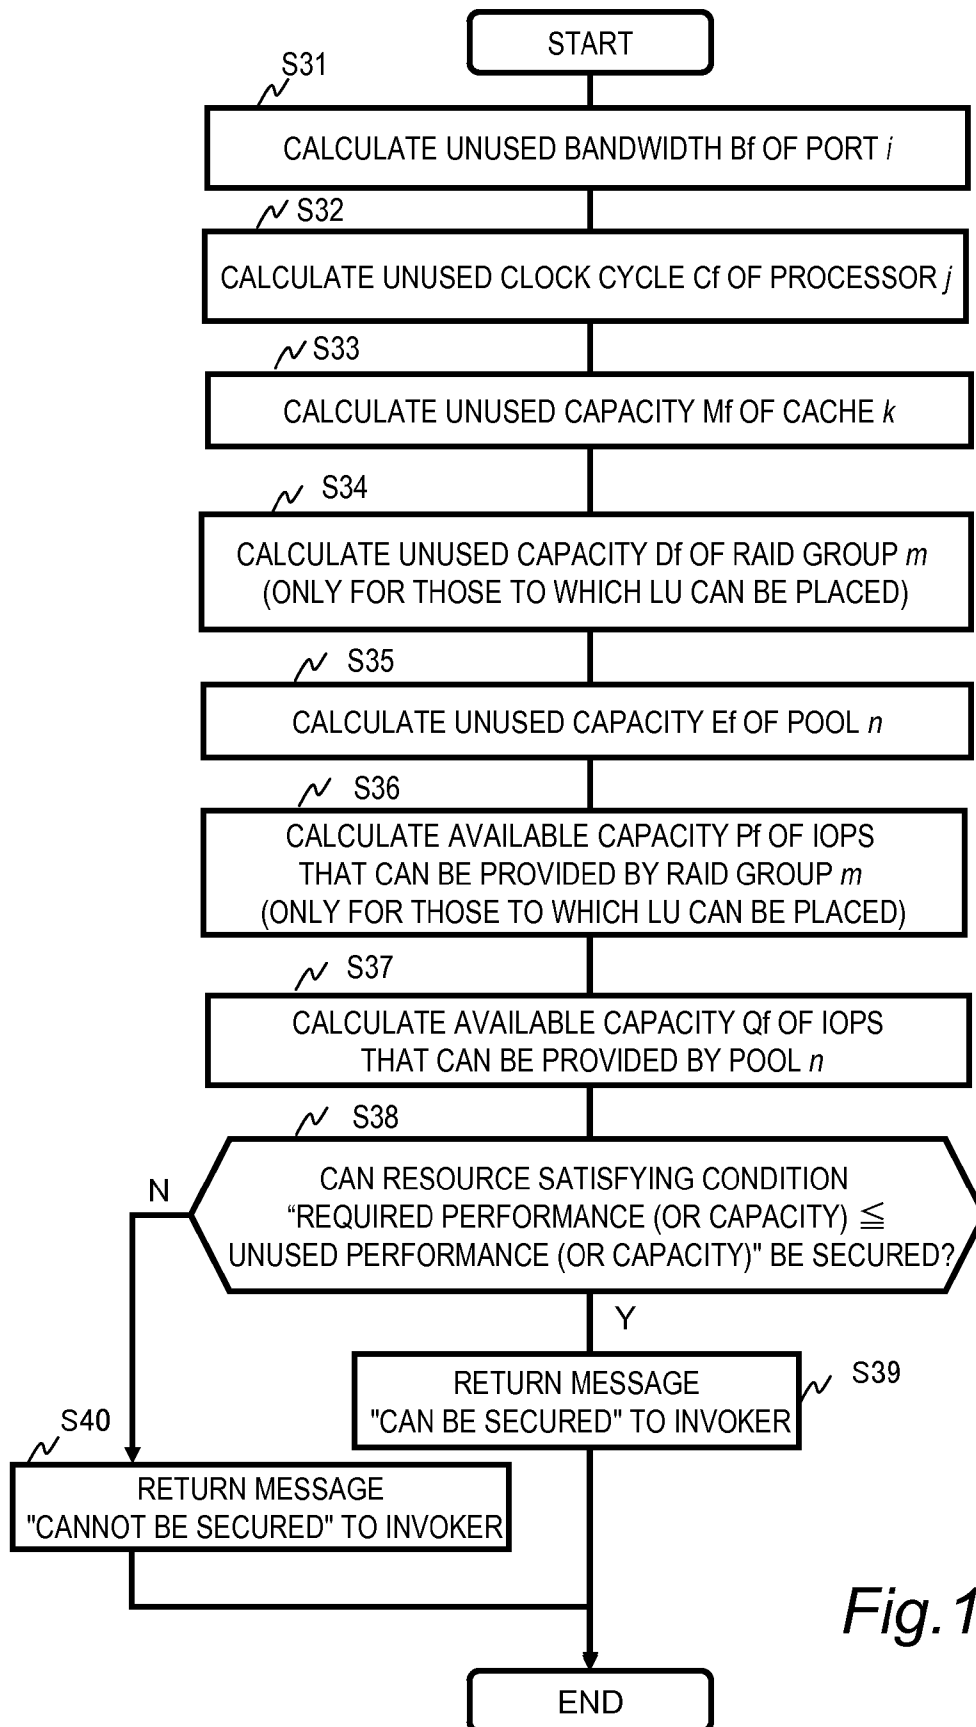 START
S31
CALCULATE UNUSED BANDWIDTH Bf OF PORT i
S32
CALCULATE UNUSED CLOCK CYCLE Cf OF PROCESSOR j
S33
CALCULATE UNUSED CAPACITY Mf OF CACHE k
S34
CALCULATE UNUSED CAPACITY Df OF RAID GROUP m
(ONLY FOR THOSE TO WHICH LU CAN BE PLACED)
S35
CALCULATE UNUSED CAPACITY Ef OF POOL n
S36
CALCULATE AVAILABLE CAPACITY Pf OF IOPS
THAT CAN BE PROVIDED BY RAID GROUP m
(ONLY FOR THOSE TO WHICH LU CAN BE PLACED)
S37
CALCULATE AVAILABLE CAPACITY Qf OF IOPS
THAT CAN BE PROVIDED BY POOL n
S38
CAN RESOURCE SATISFYING CONDITION
“REQUIRED PERFORMANCE (OR CAPACITY) ≦
UNUSED PERFORMANCE (OR CAPACITY)" BE SECURED?
N
Y
RETURN MESSAGE
"CAN BE SECURED" TO INVOKER
S39
S40
RETURN MESSAGE
"CANNOT BE SECURED" TO INVOKER
Fig.1
END